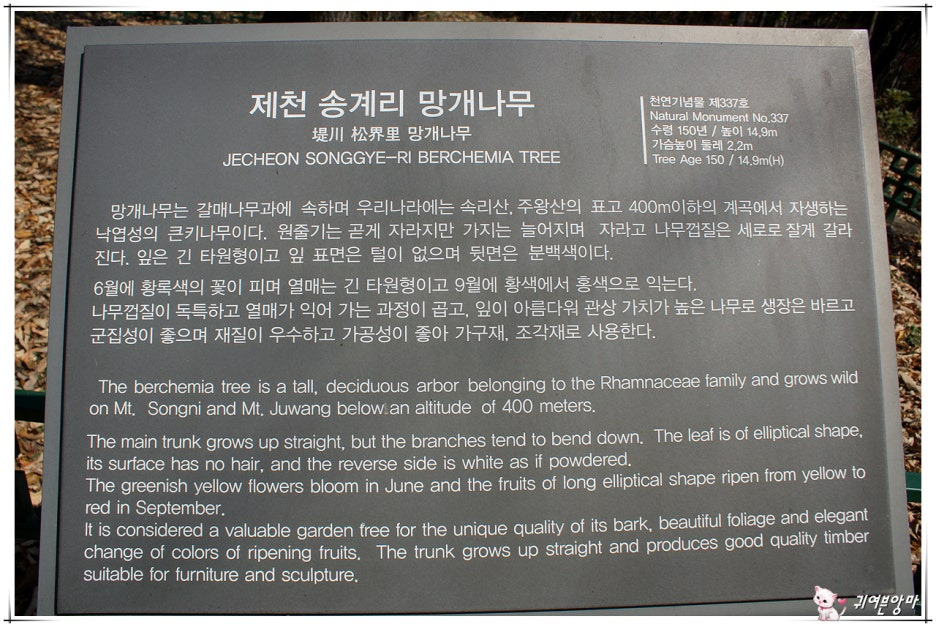 제천 송계리 망개나무
堤川 松界里 망개나무
JECHEON SONGGYE-RI BERCHEMIA TREE
천연기념물 제337호
Natural Monument No,337
수령 150년 / 높이 14,9m
가슴높이 둘레 2,2m
Tree Age 150 / 14,9m(H)
망개나무는 갈매나무과에 속하며 우리나라에는 속리산, 주왕산의 표고 400m이하의 계곡에서 자생하는
낙엽성의 큰키나무이다. 원줄기는 곧게 자라지만 가지는 늘어지며 자라고 나무껍질은 세로로 잘게 갈라
진다. 잎은 긴 타원형이고 잎 표면은 털이 없으며 뒷면은 분백색이다.
6월에 황록색의 꽃이 피며 열매는 긴 타원형이고 9월에 황색에서 홍색으로 익는다.
나무껍질이 독특하고 열매가 익어 가는 과정이 곱고, 잎이 아름다워 관상 가치가 높은 나무로 생장은 바르고
군집성이 좋으며 재질이 우수하고 가공성이 좋아 가구재, 조각재로 사용한다.
The berchemia tree is a tall, deciduous arbor belonging to the Rhamnaceae family and grows wild
on Mt. Songni and Mt. Juwang below an altitude of 400 meters.
The main trunk grows up straight, but the branches tend to bend down. The leaf is of elliptical shape,
its surface has no hair, and the reverse side is white as if powdered.
The greenish yellow flowers bloom in June and the fruits of long elliptical shape ripen from yellow to
red in September.
It is considered a valuable garden free for the unique quality of its bark, beautiful foliage and elegant
change of colors of ripening fruits. The trunk grows up straight and produces good quality timber
suitable for furniture and sculpture.
귀여븐앙마